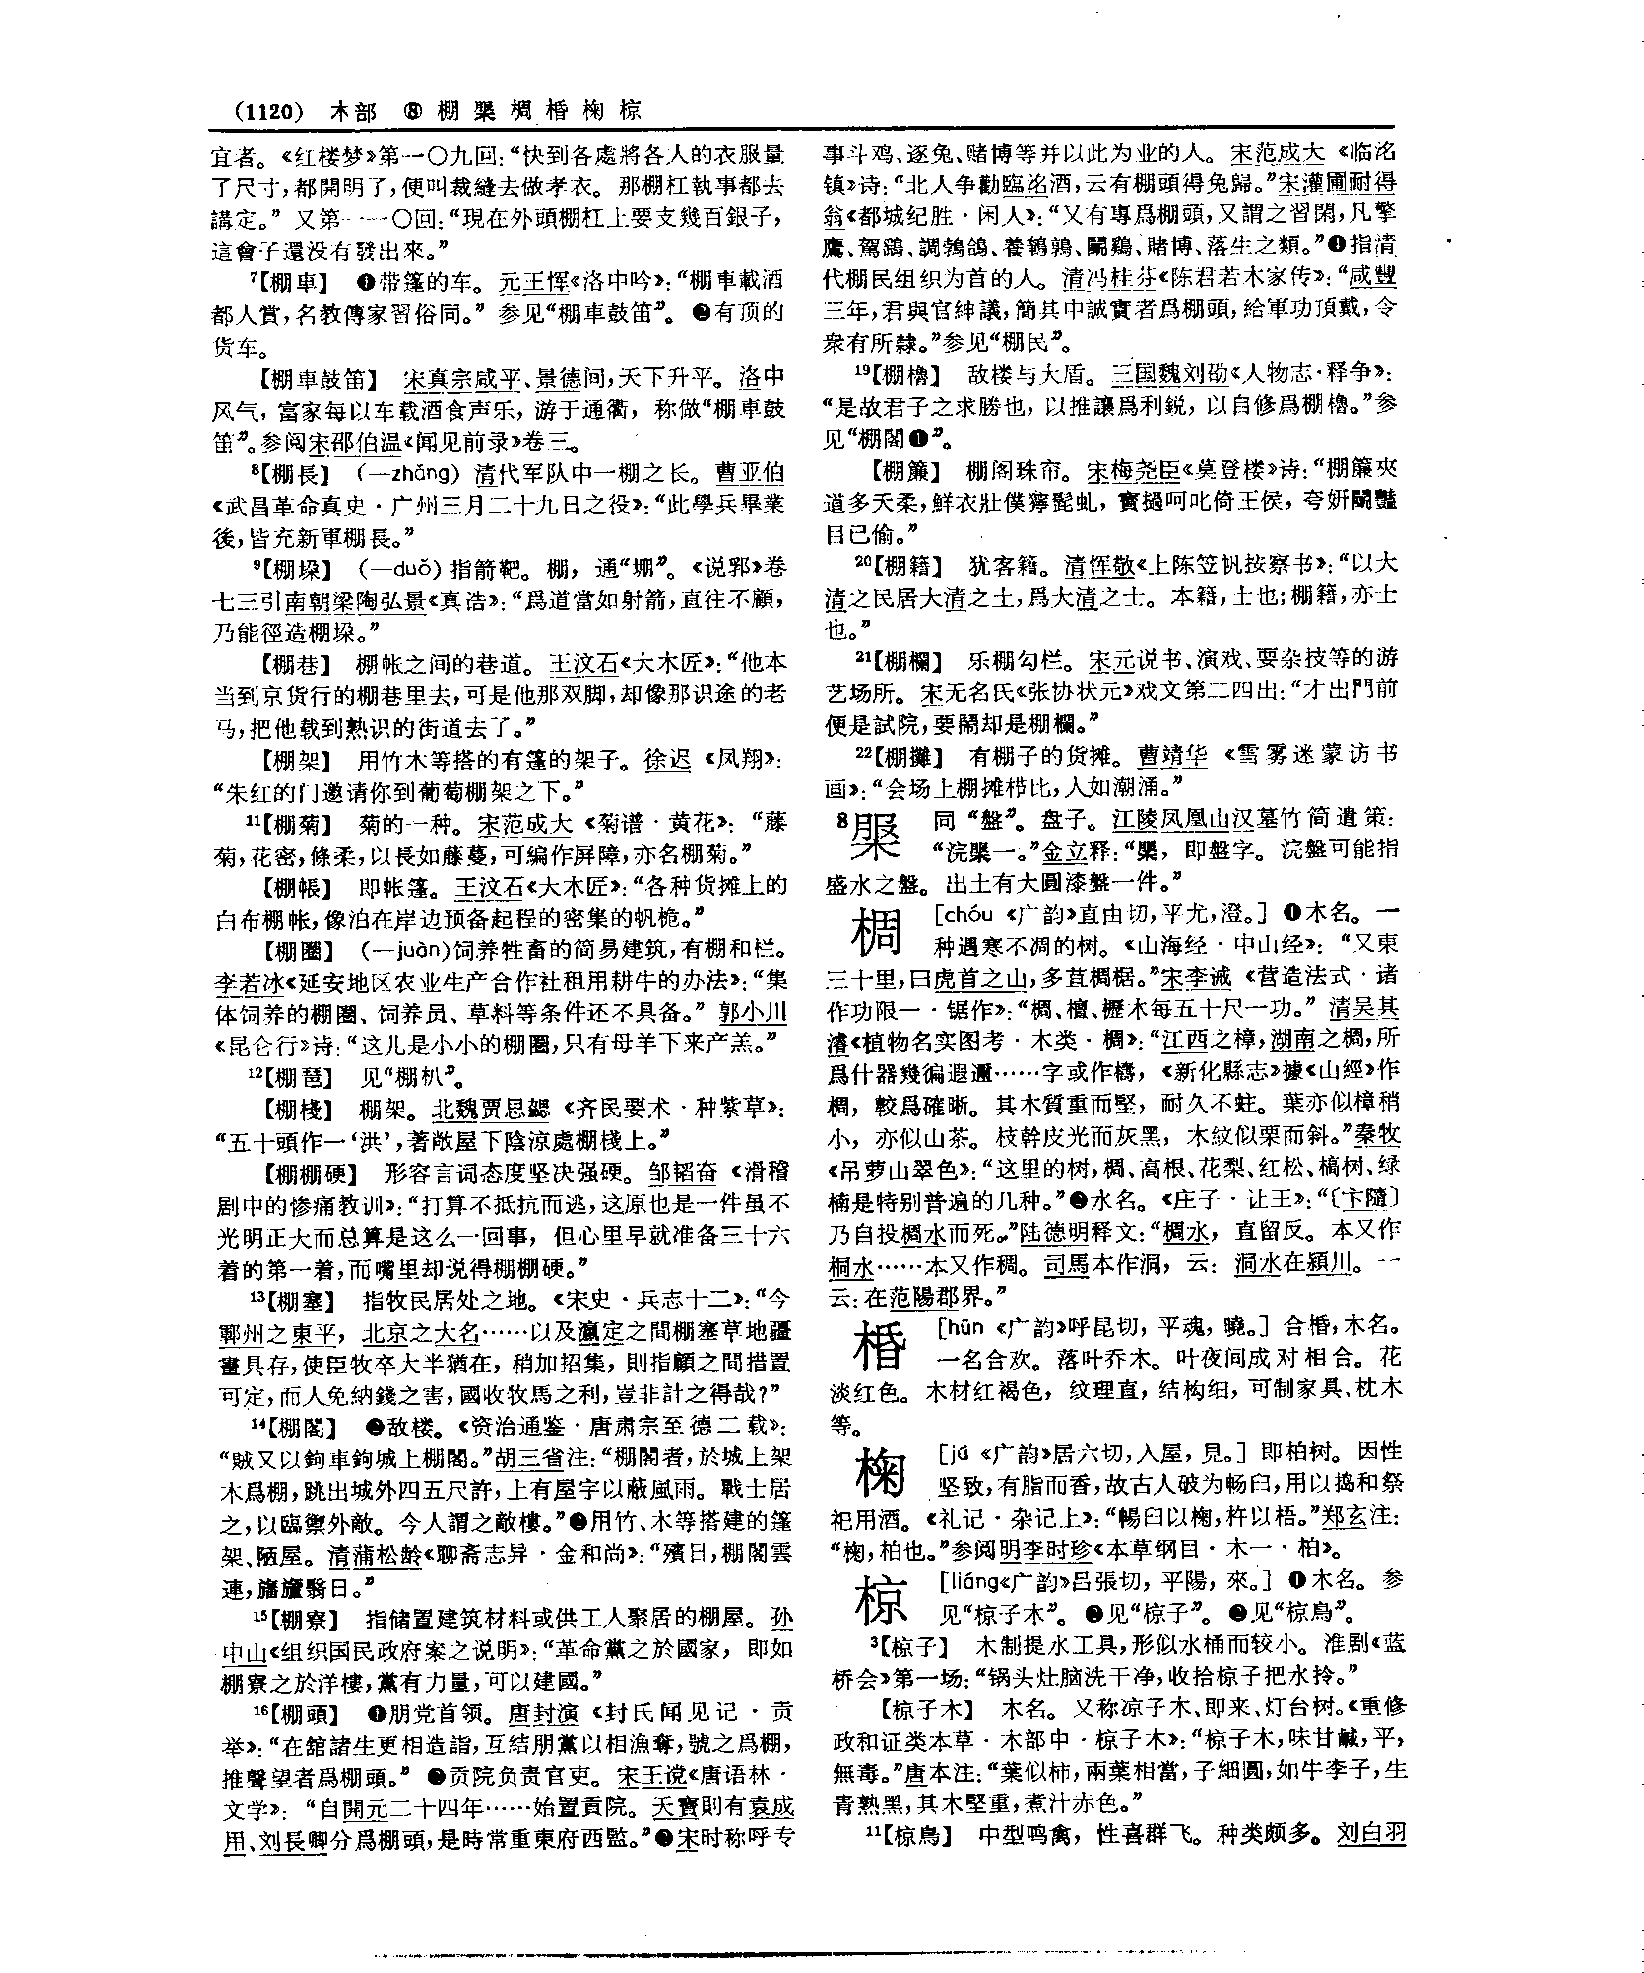 (1120) 木部 ⑧ 棚 㮽 椆 棔 椈 椋
宜者。《红楼梦》第一〇九回:“快到各處將各人的衣服量
了尺寸,都開明了,便叫裁縫去做孝衣。那棚杠執事都去
講定。” 又第一一〇回:“現在外頭棚杠上要支幾百銀子,
這會子還没有發出來。”
7【棚車】 ❶带篷的车。元王恽《洛中吟》:“棚車載酒
都人賞,名教傳家習俗同。” 参见“棚車鼓笛”。❷有顶的
货车。
【棚車鼓笛】 宋真宗咸平、景德间,天下升平。洛中
风气,富家每以车载酒食声乐,游于通衢,称做“棚車鼓
笛”。参阅宋邵伯温《闻见前录》卷三。
8【棚長】 (—zhǎng) 清代军队中一棚之长。曹亚伯
《武昌革命真史·广州三月二十九日之役》:“此學兵畢業
後,皆充新軍棚長。”
9【棚垛】 (—duǒ) 指箭靶。棚,通“堋”。《说郛》卷
七三引南朝梁陶弘景《真诰》:“爲道當如射箭,直往不顧,
乃能徑造棚垛。”
【棚巷】 棚帐之间的巷道。王汶石《大木匠》:“他本
当到京货行的棚巷里去,可是他那双脚,却像那识途的老
马,把他载到熟识的街道去了。”
【棚架】 用竹木等搭的有篷的架子。徐迟《凤翔》:
“朱红的门邀请你到葡萄棚架之下。”
11【棚菊】 菊的一种。宋范成大《菊谱·黄花》:“藤
菊,花密,條柔,以長如藤蔓,可編作屏障,亦名棚菊。”
【棚帳】 即帐篷。王汶石《大木匠》:“各种货摊上的
白布棚帐,像泊在岸边预备起程的密集的帆桅。”
【棚圈】 (—juàn)饲养牲畜的简易建筑,有棚和栏。
李若冰《延安地区农业生产合作社租用耕牛的办法》:“集
体饲养的棚圈、饲养员、草料等条件还不具备。” 郭小川
《昆仑行》诗:“这儿是小小的棚圈,只有母羊下来产羔。”
12【棚琶】 见“棚扒”。
【棚棧】 棚架。北魏贾思勰《齐民要术·种紫草》:
“五十頭作一‘洪’,著敞屋下陰涼處棚棧上。”
【棚棚硬】 形容言词态度坚决强硬。邹韬奋《滑稽
剧中的惨痛教训》:“打算不抵抗而逃,这原也是一件虽不
光明正大而总算是这么一回事,但心里早就准备三十六
着的第一着,而嘴里却说得棚棚硬。”
13【棚塞】 指牧民居处之地。《宋史·兵志十二》:“今
鄆州之東平,北京之大名……以及瀛定之間棚塞草地疆
畫具存,使臣牧卒大半猶在,稍加招集,則指顧之間措置
可定,而人免納錢之害,國收牧馬之利,豈非計之得哉?”
14【棚閣】 ❶敌楼。《资治通鉴·唐肃宗至德二载》:
“賊又以鉤車鉤城上棚閣。”胡三省注:“棚閣者,於城上架
木爲棚,跳出城外四五尺許,上有屋宇以蔽風雨。戰士居
之,以臨禦外敵。今人謂之敵樓。”❷用竹、木等搭建的篷
架、陋屋。清蒲松龄《聊斋志异·金和尚》:“殯日,棚閣雲
連,旛旐翳日。”
15【棚寮】 指储置建筑材料或供工人聚居的棚屋。孙
中山《组织国民政府案之说明》:“革命黨之於國家,即如
棚寮之於洋樓,黨有力量,可以建國。”
16【棚頭】 ❶朋党首领。唐封演《封氏闻见记·贡
举》:“在館諸生更相造詣,互結朋黨以相漁奪,號之爲棚,
推聲望者爲棚頭。” ❷贡院负责官吏。宋王谠《唐语林·
文学》:“自開元二十四年……始置貢院。天寶則有袁成
用、刘長卿分爲棚頭,是時常重東府西監。”❸宋时称呼专
事斗鸡、逐兔、赌博等并以此为业的人。宋范成大《临洺
镇》诗:“北人争勸臨洺酒,云有棚頭得兔歸。”宋灌圃耐得
翁《都城纪胜·闲人》:“又有專爲棚頭,又謂之習閑,凡擎
鷹、駕鷂、調鵓鴿、養鵪鶉、鬭鷄、賭博、落生之類。”❹指清
代棚民组织为首的人。清冯桂芬《陈君若木家传》:“咸豐
三年,君與官紳議,簡其中誠實者爲棚頭,給軍功頂戴,令
衆有所隸。”参见“棚民”。
19【棚櫓】 敌楼与大盾。三国魏刘劭《人物志·释争》:
“是故君子之求勝也,以推讓爲利鋭,以自修爲棚櫓。”参
见“棚閣❶”。
【棚簾】 棚阁珠帘。宋梅尧臣《莫登楼》诗:“棚簾夾
道多夭柔,鮮衣壯僕獰髭虬,寶撾呵叱倚王侯,夸妍鬭豔
目已偷。”
20【棚籍】 犹客籍。清恽敬《上陈笠帆按察书》:“以大
清之民居大清之土,爲大清之士。本籍,士也;棚籍,亦士
也。”
21【棚欄】 乐棚勾栏。宋元说书、演戏、耍杂技等的游
艺场所。宋无名氏《张协状元》戏文第二四出:“才出門前
便是試院,要鬧却是棚欄。”
22【棚攤】 有棚子的货摊。曹靖华《雪雾迷蒙访书
画》:“会场上棚摊栉比,人如潮涌。”
8㮽 同“盤”。盘子。江陵凤凰山汉墓竹简遣策:
“浣㮽一。”金立释:“㮽,即盤字。浣盤可能指
盛水之盤。出土有大圓漆盤一件。”
椆 [chóu《广韵》直由切,平尤,澄。] ❶木名。一
种遇寒不凋的树。《山海经·中山经》:“又東
三十里,曰虎首之山,多苴椆椐。”宋李诫《营造法式·诸
作功限一·锯作》:“椆、檀、櫪木每五十尺一功。” 清吴其
濬《植物名实图考·木类·椆》:“江西之樟,湖南之椆,所
爲什器幾徧遐邇……字或作檮,《新化縣志》據《山經》作
椆,較爲確晰。其木質重而堅,耐久不蛀。葉亦似樟稍
小,亦似山茶。枝幹皮光而灰黑,木紋似栗而斜。”秦牧
《吊萝山翠色》:“这里的树,椆、高根、花梨、红松、槁树、绿
楠是特别普遍的几种。”❷水名。《庄子·让王》:“〔卞隨〕
乃自投椆水而死。”陆德明释文:“椆水,直留反。本又作
桐水……本又作稠。司馬本作洞,云:洞水在潁川。一
云:在范陽郡界。”
棔 [hūn《广韵》呼昆切,平魂,曉。] 合棔,木名。
一名合欢。落叶乔木。叶夜间成对相合。花
淡红色。木材红褐色,纹理直,结构细,可制家具、枕木
等。
椈 [jú《广韵》居六切,入屋,見。] 即柏树。因性
坚致,有脂而香,故古人破为畅臼,用以捣和祭
祀用酒。《礼记·杂记上》:“暢臼以椈,杵以梧。”郑玄注:
“椈,柏也。”参阅明李时珍《本草纲目·木一·柏》。
椋 [liáng《广韵》吕張切,平陽,來。] ❶木名。参
见“椋子木”。❷见“椋子”。❸见“椋鳥”。
3【椋子】 木制提水工具,形似水桶而较小。淮剧《蓝
桥会》第一场:“锅头灶脑洗干净,收拾椋子把水拎。”
【椋子木】 木名。又称凉子木、即来、灯台树。《重修
政和证类本草·木部中·椋子木》:“椋子木,味甘鹹,平,
無毒。”唐本注:“葉似柿,兩葉相當,子細圓,如牛李子,生
青熟黑,其木堅重,煮汁赤色。”
11【椋鳥】 中型鸣禽,性喜群飞。种类颇多。刘白羽